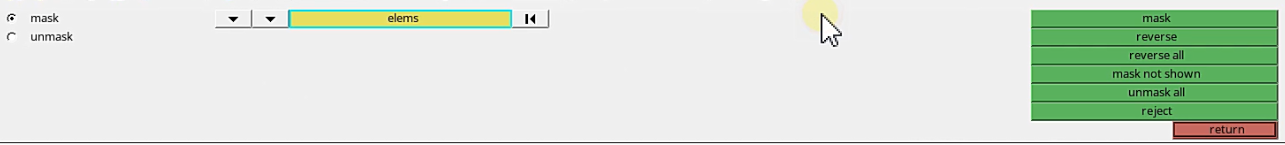 mask
elems
mask
unmask
reverse
reverse all
mask not shown
unmask all
reject
return